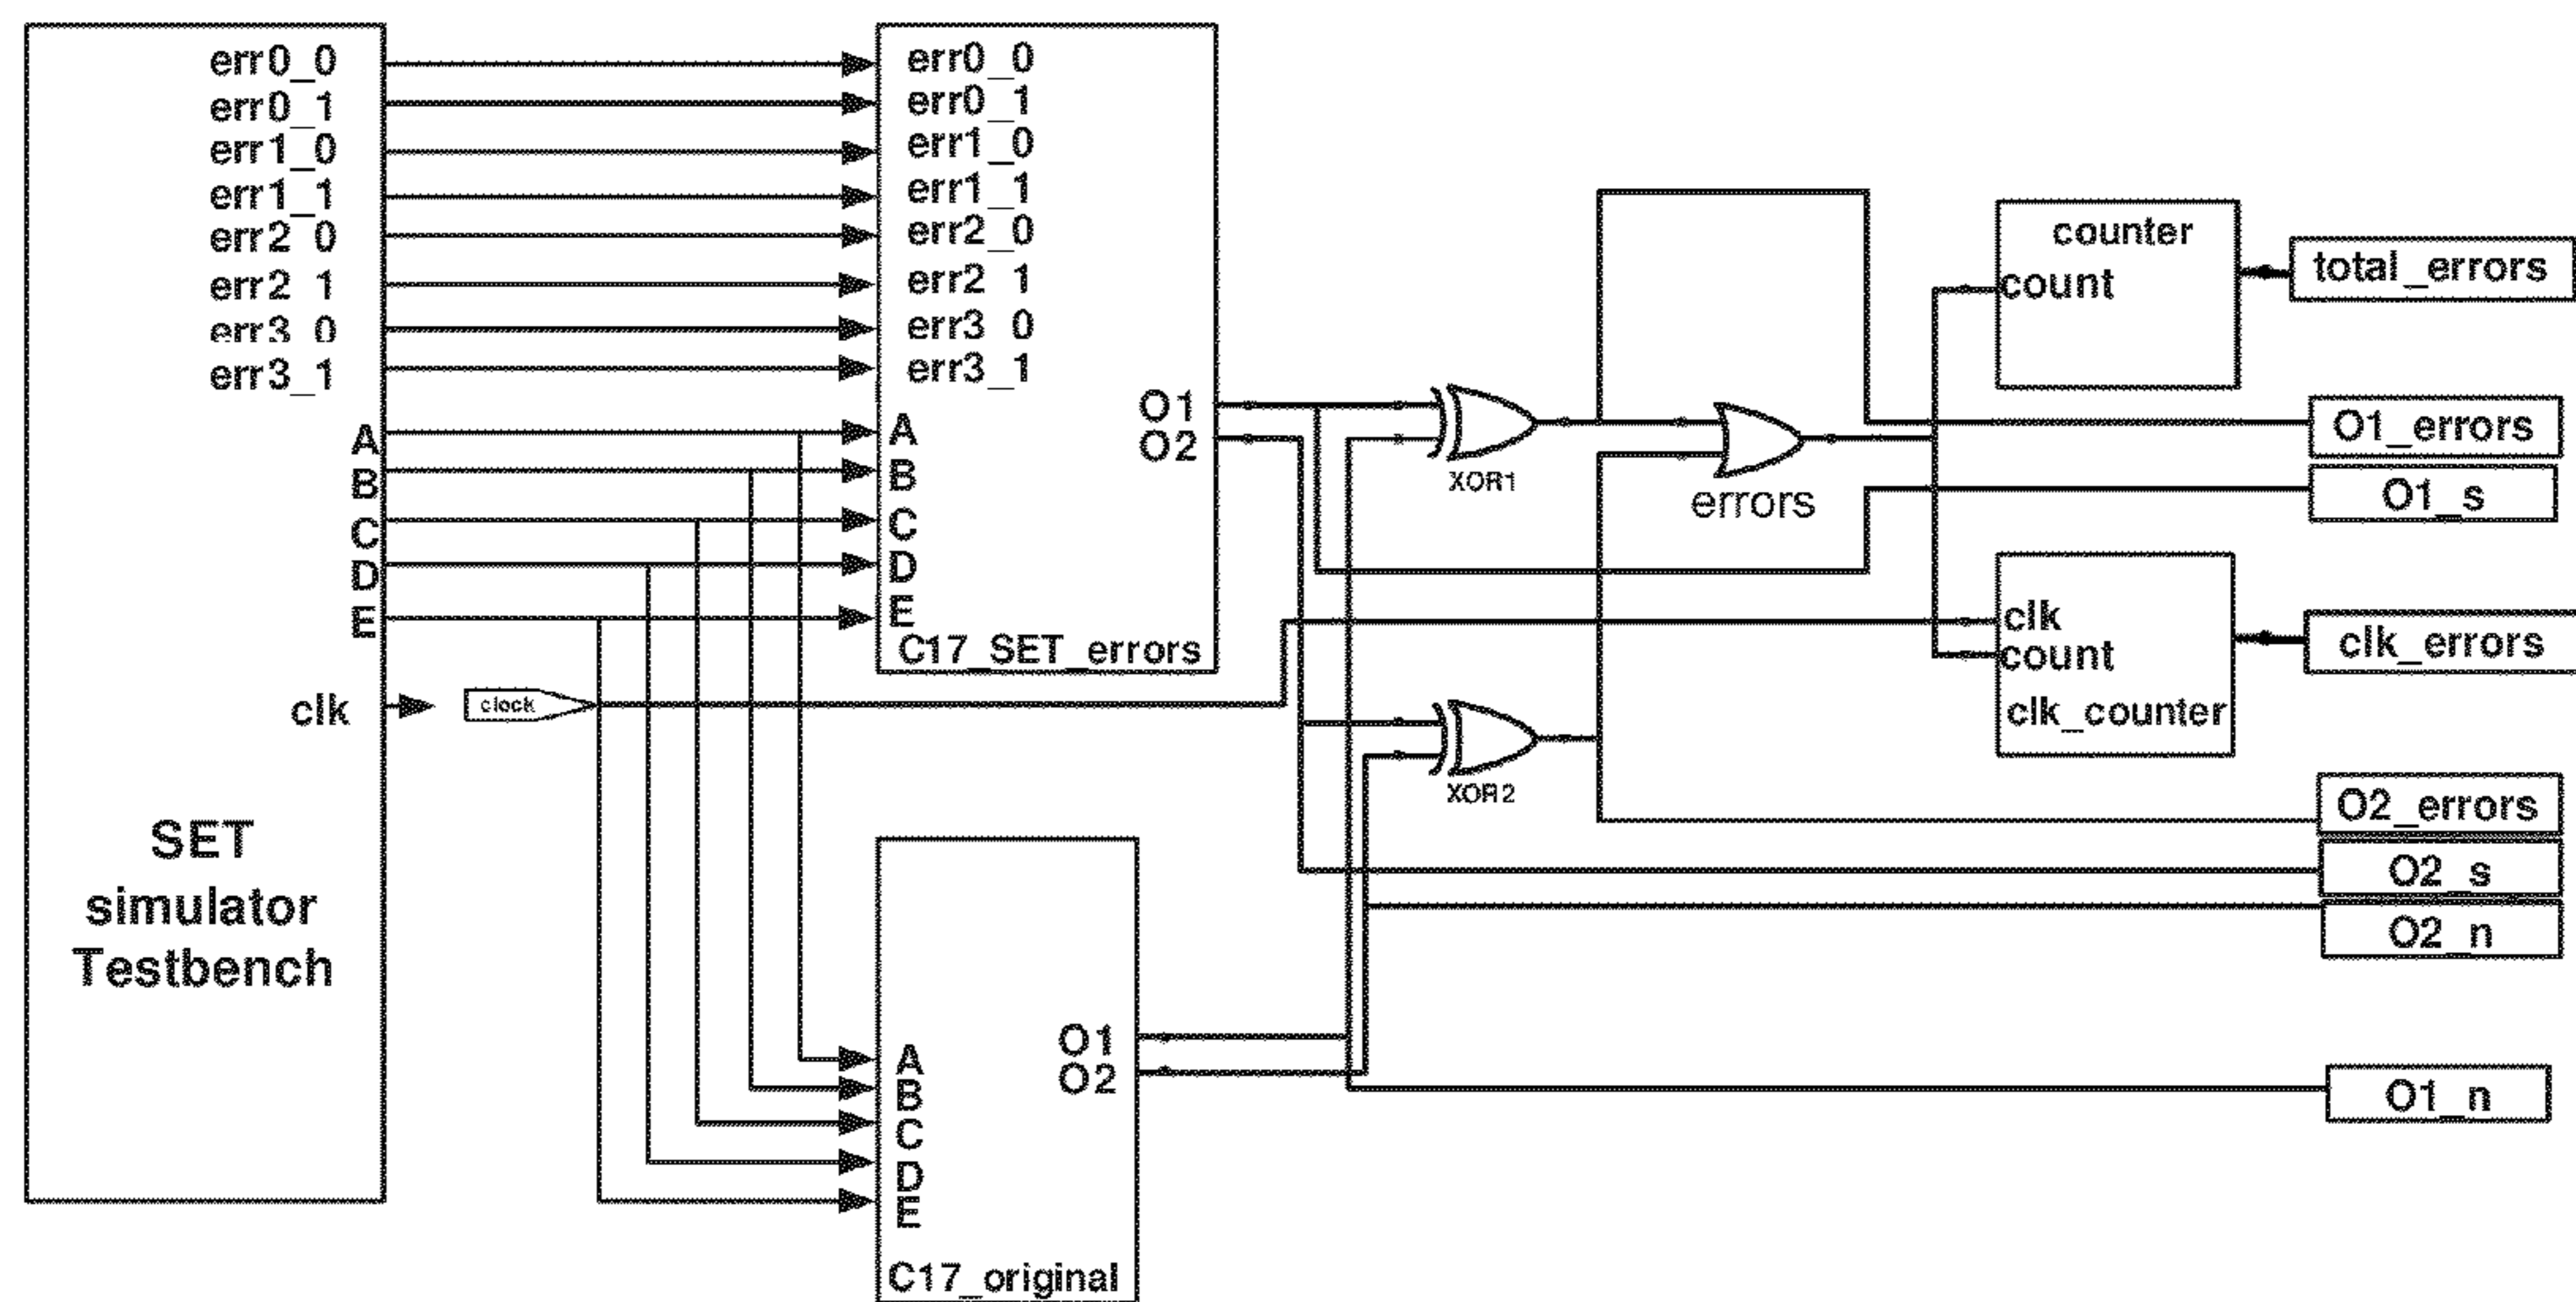 err0_0
err0_1
err1_0
err1_1
err2_0
err2_1
err3_0
err3_1
A
B
C
D
E
clk
SET
simulator
Testbench
clock
err0_0
err0_1
err1_0
err1_1
err2_0
err2_1
err3_0
err3_1
A
B
C
D
E
O1
O2
C17_SET_errors
A
B
C
D
E
O1
O2
C17_original
XOR1
errors
XOR2
counter
count
clk
count
clk_counter
total_errors
O1_errors
O1_s
clk_errors
O2_errors
O2_s
O2_n
O1_n